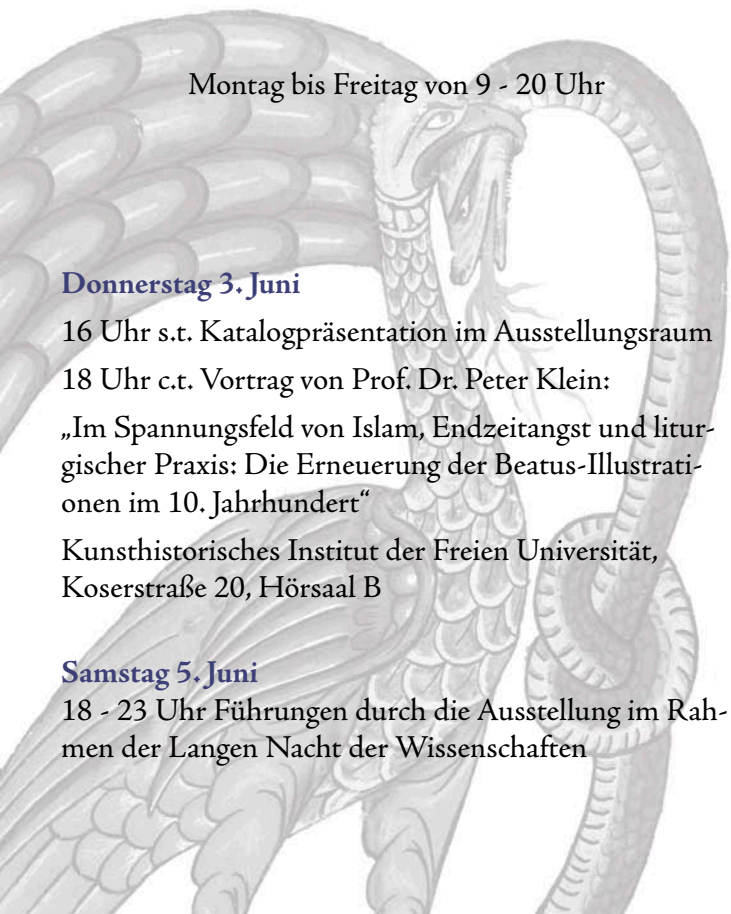 Montag bis Freitag von 9 - 20 Uhr
Donnerstag 3. Juni
16 Uhr s.t. Katalogpräsentation im Ausstellungsraum
18 Uhr c.t. Vortrag von Prof. Dr. Peter Klein:
„Im Spannungsfeld von Islam, Endzeitangst und litur-
gischer Praxis: Die Erneuerung der Beatus-Illustrati-
onen im 10. Jahrhundert“
Kunsthistorisches Institut der Freien Universität,
Koserstraße 20, Hörsaal B
Samstag 5. Juni
18 - 23 Uhr Führungen durch die Ausstellung im Rah-
men der Langen Nacht der Wissenschaften